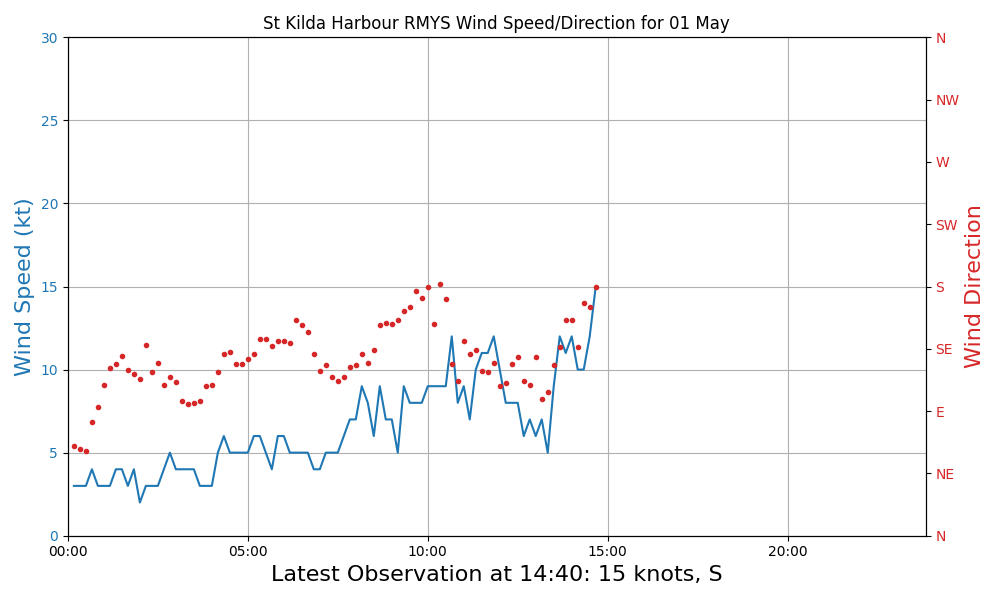 St Kilda Harbour RMYS Wind Speed/Direction for 01 May
30
25
20
15
10
5
0
Wind Speed (kt)
N
NW
W
SW
S
SE
E
NE
N
Wind Direction
00:00
05:00
10:00
15:00
20:00
Latest Observation at 14:40: 15 knots, S